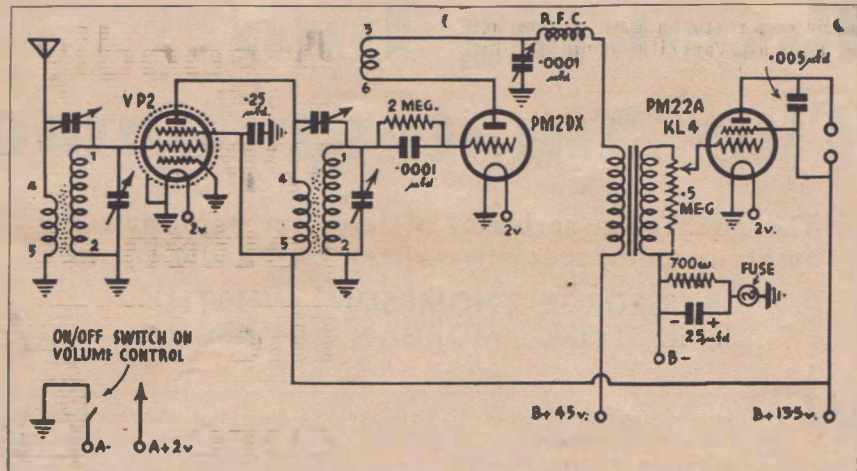 R.F.C.
3
.0001
µfd
.005 µfd
VP2
.25
µfd
6
2 MEG.
PM2DX
PM22A
KL4
1
1
.0001
µfd
4
4
2v
2v
.5
MEG
2v.
5
2
5
2
700ω
FUSE
- +
25µfd
B-
ON/OFF SWITCH ON
VOLUME CONTROL
A-
A+2v
B+45v.
B+135v.